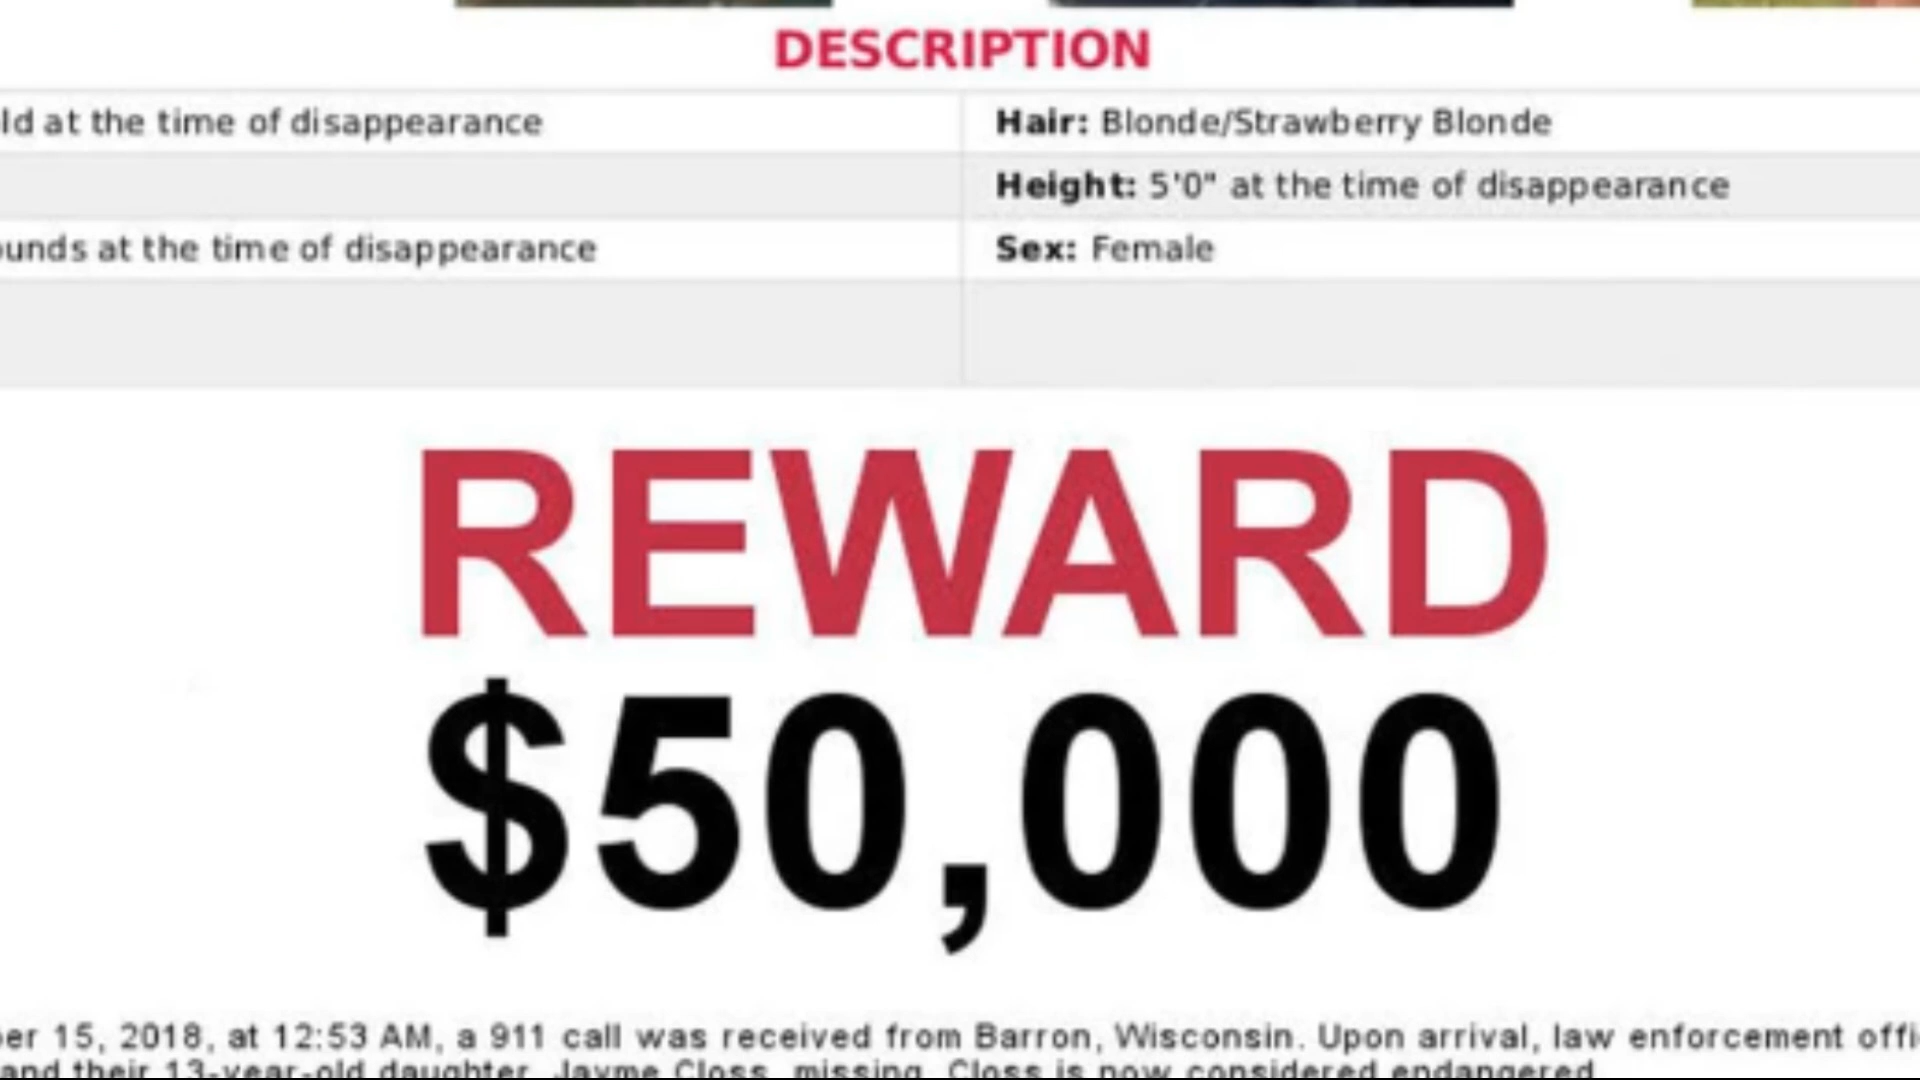 DESCRIPTION
ld at the time of disappearance
Hair: Blonde/Strawberry Blonde
Height: 5'0" at the time of disappearance
ounds at the time of disappearance
Sex: Female
REWARD
$50,000
er 15, 2018, at 12:53 AM, a 911 call was received from Barron, Wisconsin. Upon arrival, law enforcement offi
and their 13-year-old daughter, Jayme Closs, missing. Closs is now considered endangered.